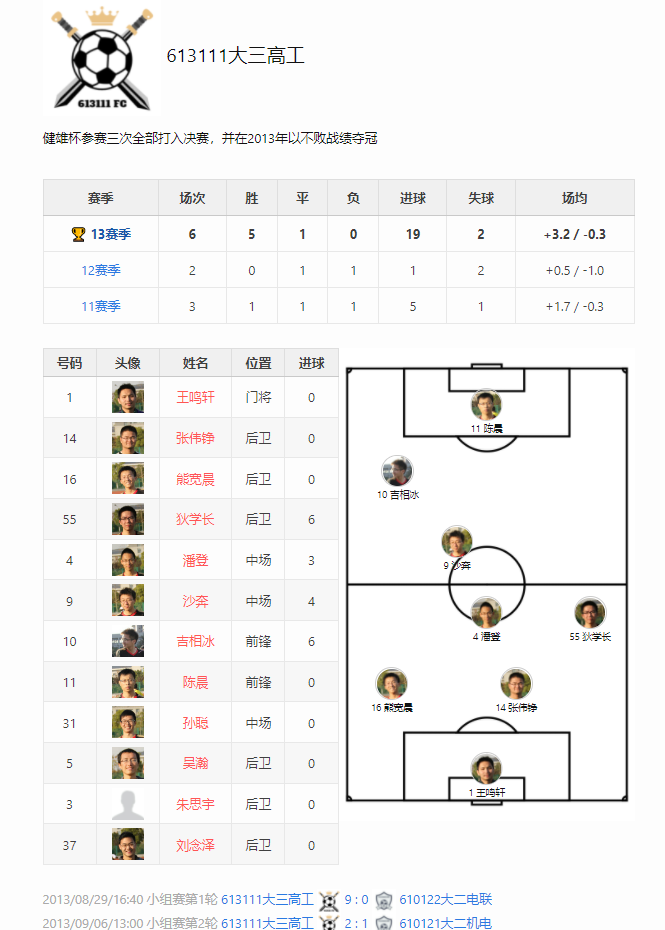 613111 FC
613111大三高工
健雄杯参赛三次全部打入决赛，并在2013年以不败战绩夺冠
赛季 场次 胜 平 负 进球 失球 场均
13赛季 6 5 1 0 19 2 +3.2 / -0.3
12赛季 2 0 1 1 1 2 +0.5 / -1.0
11赛季 3 1 1 1 5 1 +1.7 / -0.3
号码 头像 姓名 位置 进球
1 王鸣轩 门将 0
14 张伟铮 后卫 0
16 熊宽晨 后卫 0
55 狄学长 后卫 6
4 潘登 中场 3
9 沙奔 中场 4
10 吉相冰 前锋 6
11 陈晨 前锋 0
31 孙聪 中场 0
5 吴瀚 后卫 0
3 朱思宇 后卫 0
37 刘念泽 后卫 0
11 陈晨
10 吉相冰
9 沙奔
4 潘登
55 狄学长
16 熊宽晨
14 张伟铮
1 王鸣轩
2013/08/29/16:40 小组赛第1轮 613111大三高工 9 : 0 610122大二电联
2013/09/06/13:00 小组赛第2轮 613111大三高工 2 : 1 610121大二机电